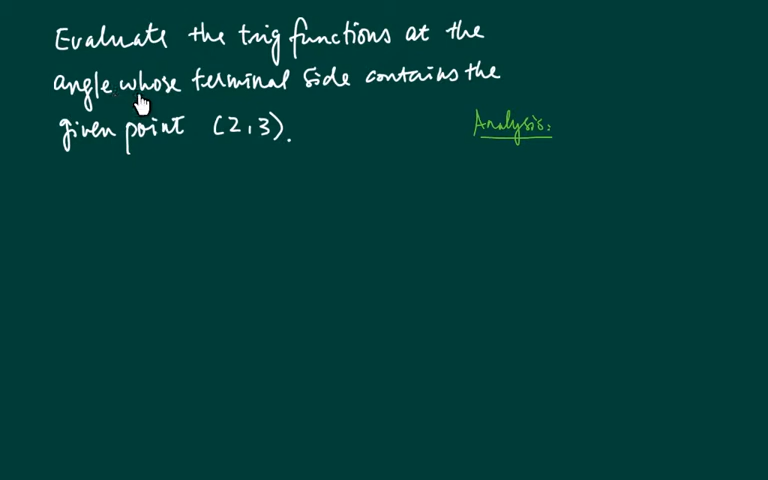 Evaluate the trig functions at the
angle whose terminal side contains the
given point (2,3).
Analysis: